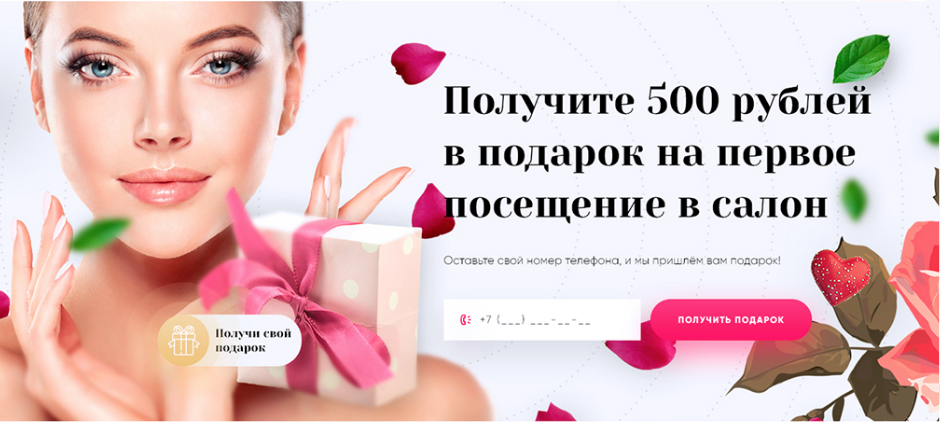 Получите 500 рублей
в подарок на первое
посещение в салон
Оставьте свой номер телефона, и мы пришлём вам подарок!
+7 (___) ___-__-__
ПОЛУЧИТЬ ПОДАРОК
Получи свой
подарок